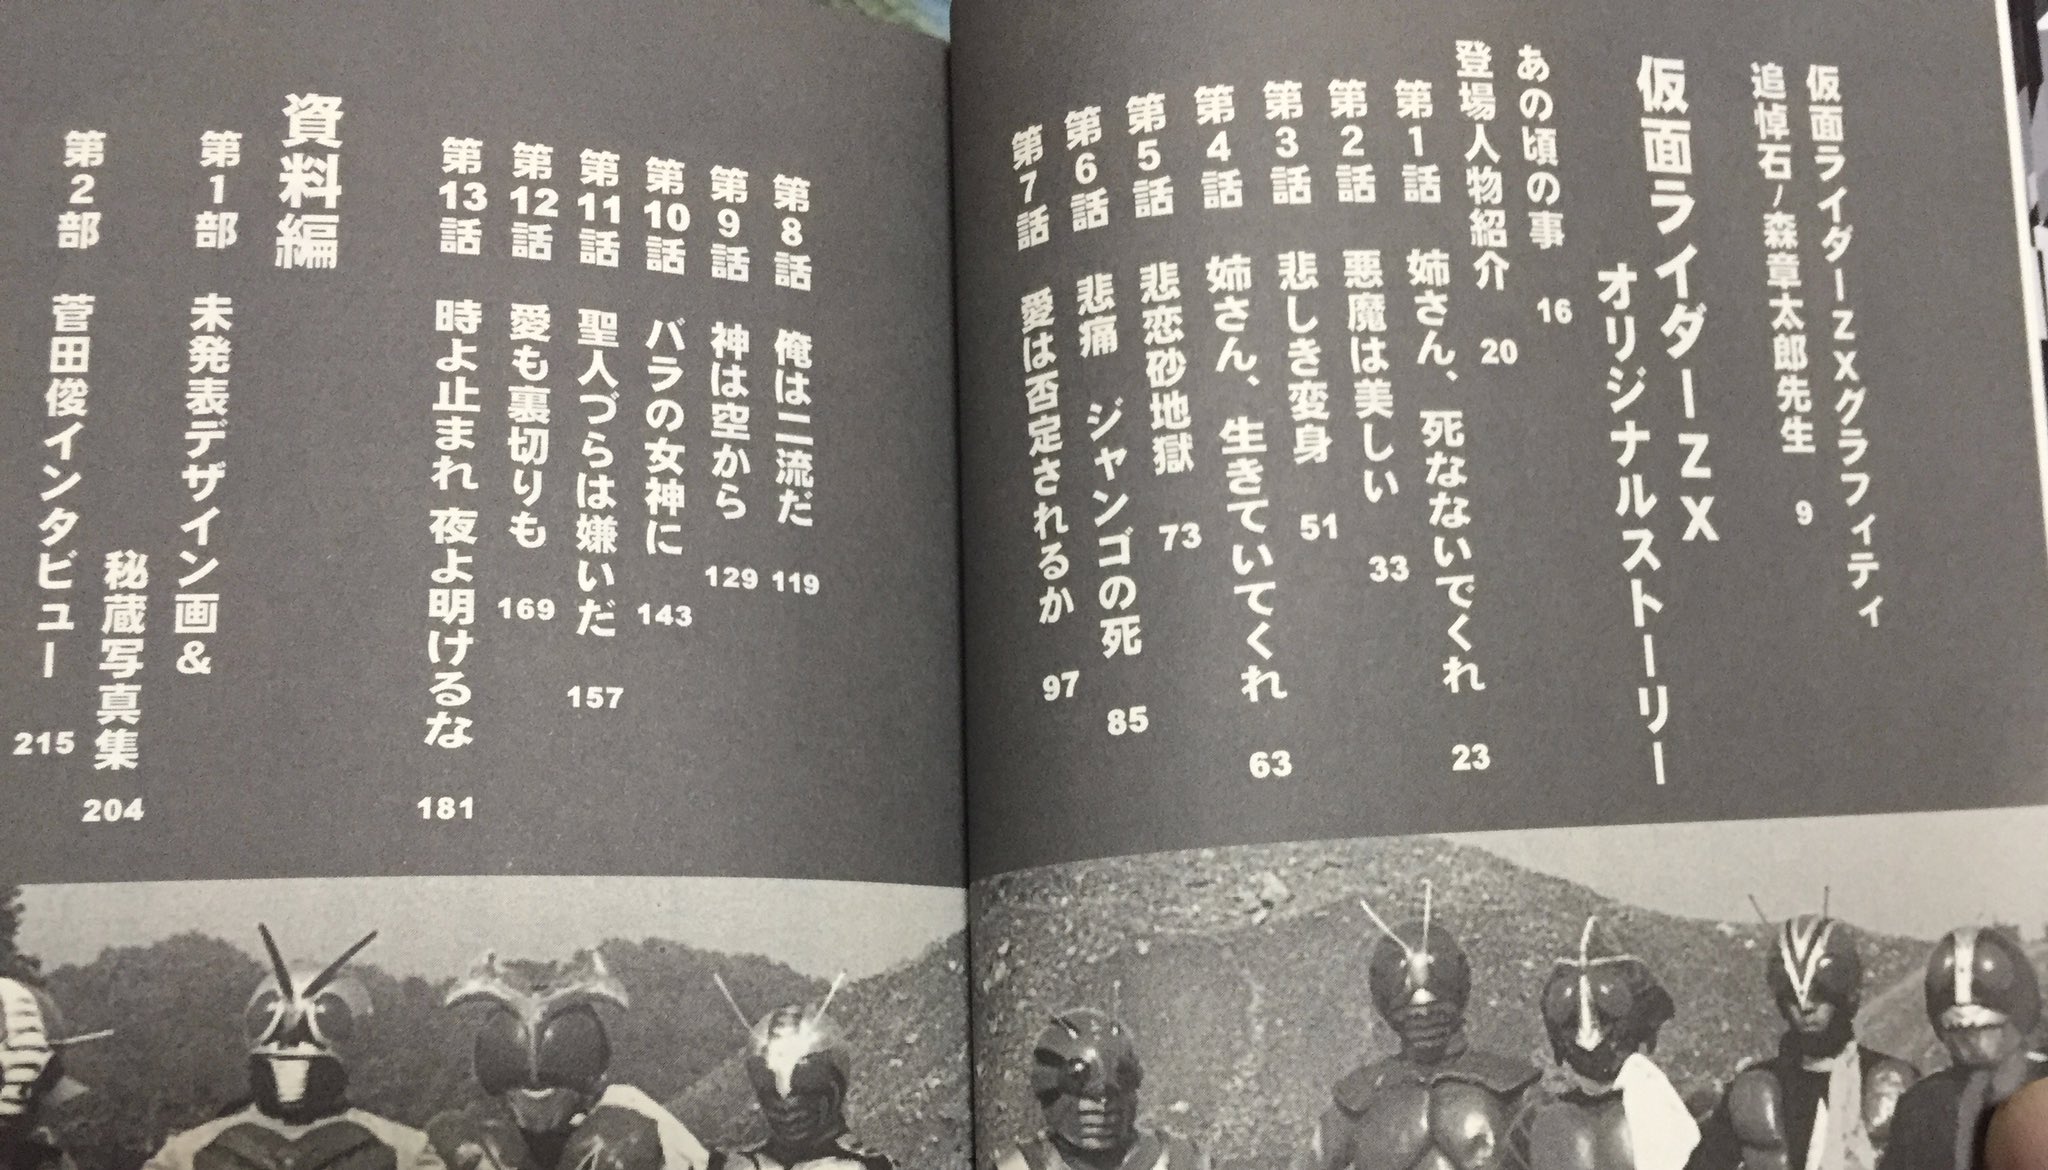 仮面ライダーZXグラフィティ
追悼石ノ森章太郎先生 9
仮面ライダーZX
オリジナルストーリー
あの頃の事 16
登場人物紹介 20
第1話 姉さん、死なないでくれ 23
第2話 悪魔は美しい 33
第3話 悲しき変身 51
第4話 姉さん、生きていてくれ 63
第5話 悲恋砂地獄 73
第6話 悲痛 ジャンゴの死 85
第7話 愛は否定されるか 97
第8話 俺は二流だ 119
第9話 神は空から 129
第10話 バラの女神に 143
第11話 聖人づらは嫌いだ 157
第12話 愛も裏切りも 169
第13話 時よ止まれ 夜よ明けるな 181
資料編
第1部 未発表デザイン画&
秘蔵写真集 204
第2部 菅田俊インタビュー 215